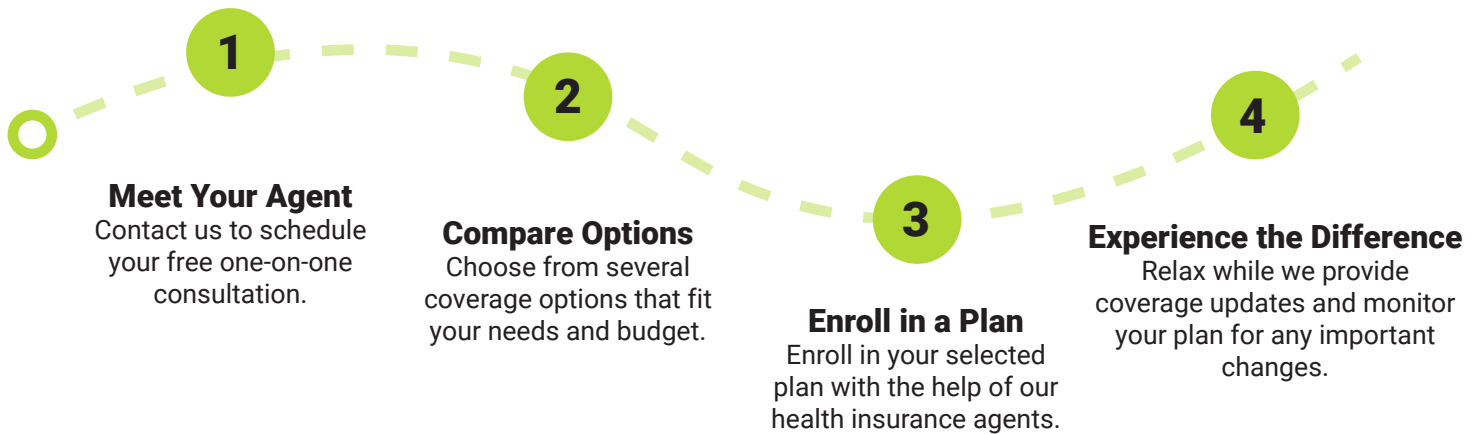 1
Meet Your Agent
Contact us to schedule
your free one-on-one
consultation.
2
Compare Options
Choose from several
coverage options that fit
your needs and budget.
3
Enroll in a Plan
Enroll in your selected
plan with the help of our
health insurance agents.
4
Experience the Difference
Relax while we provide
coverage updates and monitor
your plan for any important
changes.